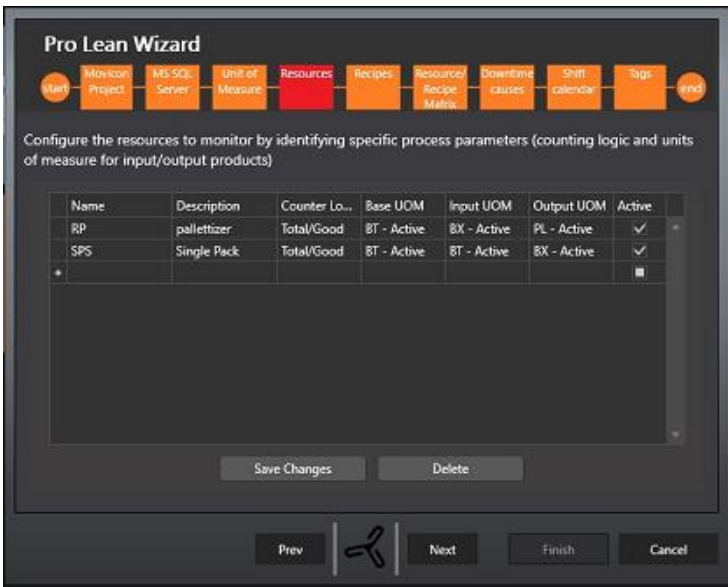 Pro Lean Wizard
start Movicon Project MS SQL Server Unit of Measure Resources Recipes Resource/ Recipe Matrix Downtime causes Shift calendar Tags end
Configure the resources to monitor by identifying specific process parameters (counting logic and units
of measure for input/output products)
Name Description Counter Lo... Base UOM Input UOM Output UOM Active
RP pallettizer Total/Good BT - Active BX - Active PL - Active
SPS Single Pack Total/Good BT - Active BT - Active BX - Active
Save Changes Delete
Prev Next Finish Cancel